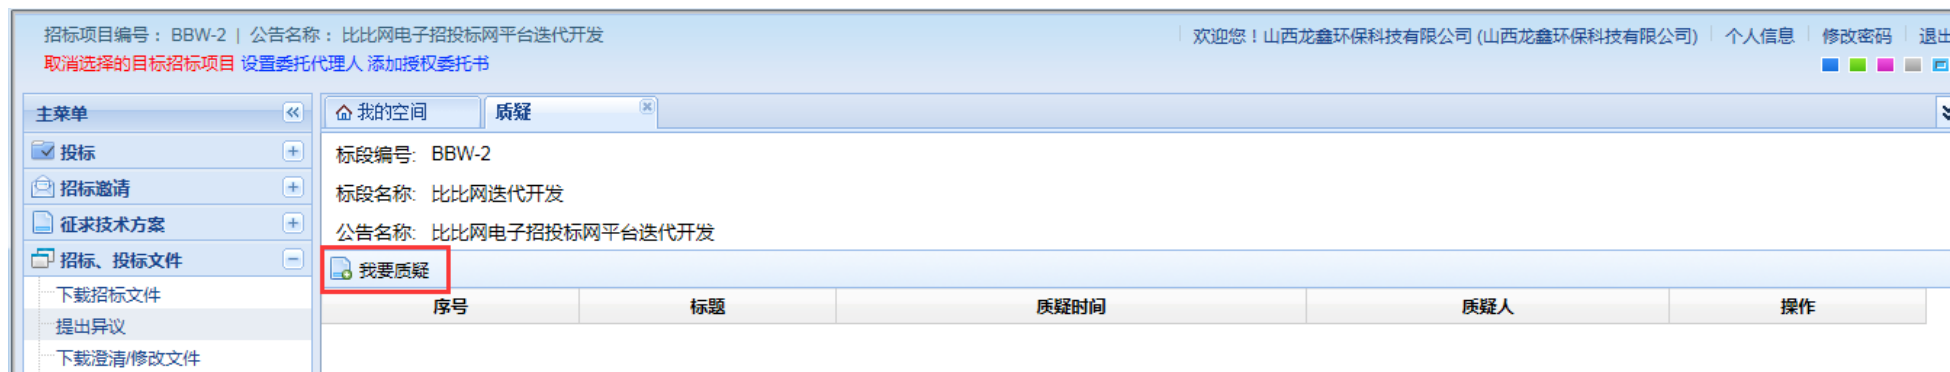 招标项目编号： BBW-2 | 公告名称： 比比网电子招投标网平台迭代开发
欢迎您！山西龙鑫环保科技有限公司 (山西龙鑫环保科技有限公司) 个人信息 修改密码 退出
取消选择的目标招标项目 设置委托代理人 添加授权委托书
主菜单
我的空间
质疑
投标
招标邀请
征求技术方案
招标、投标文件
下载招标文件
提出异议
下载澄清/修改文件
标段编号: BBW-2
标段名称: 比比网迭代开发
公告名称: 比比网电子招投标网平台迭代开发
我要质疑
序号 标题 质疑时间 质疑人 操作